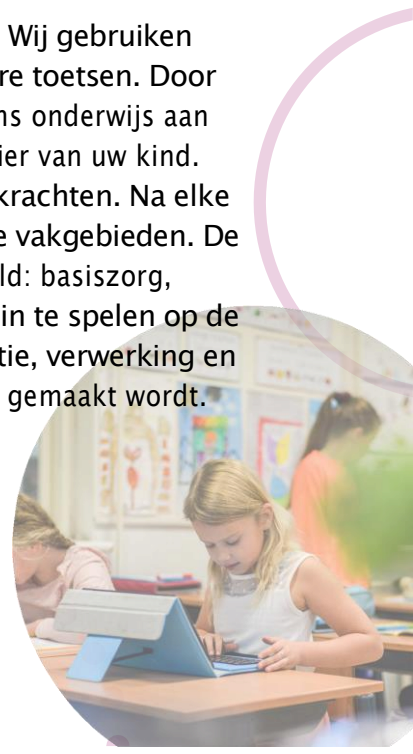 Wij gebruiken
re toetsen. Door
ns onderwijs aan
ier van uw kind.
krachten. Na elke
e vakgebieden. De
ld: basiszorg,
in te spelen op de
tie, verwerking en
gemaakt wordt.